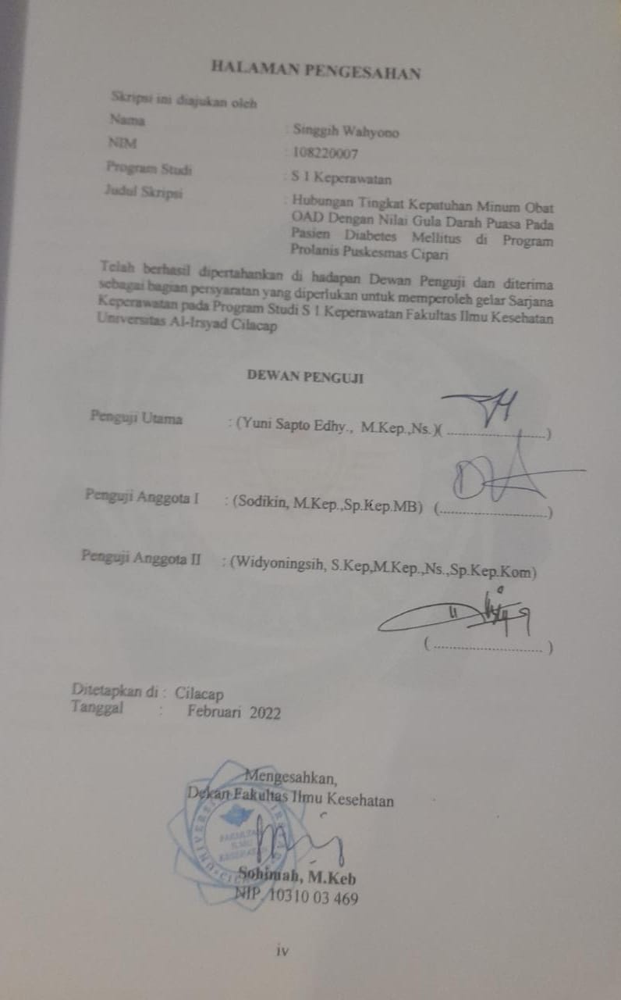 HALAMAN PENGESAHAN
Skripsi ini diajukan oleh
Nama : Singgih Wahyono
NIM : 108220007
Program Studi : S 1 Keperawatan
Judul Skripsi : Hubungan Tingkat Kepatuhan Minum Obat
OAD Dengan Nilai Gula Darah Puasa Pada
Pasien Diabetes Mellitus di Program
Prolanis Puskesmas Cipari
Telah berhasil dipertahankan di hadapan Dewan Penguji dan diterima
sebagai bagian persyaratan yang diperlukan untuk memperoleh gelar Sarjana
Keperawatan pada Program Studi S 1 Keperawatan Fakultas Ilmu Kesehatan
Universitas Al-Irsyad Cilacap
DEWAN PENGUJI
Penguji Utama : (Yuni Sapto Edhy., M.Kep.,Ns.)( ........................)
Penguji Anggota I : (Sodikin, M.Kep.,Sp.Kep.MB) (...........................)
Penguji Anggota II : (Widyoningsih, S.Kep,M.Kep.,Ns.,Sp.Kep.Kom)
( ........................... )
Ditetapkan di : Cilacap
Tanggal : Februari 2022
Mengesahkan,
Dekan Fakultas Ilmu Kesehatan
FAKULTAS
ILMU
KESEHATAN
Sohimah, M.Keb
NIP. 10310 03 469
iv